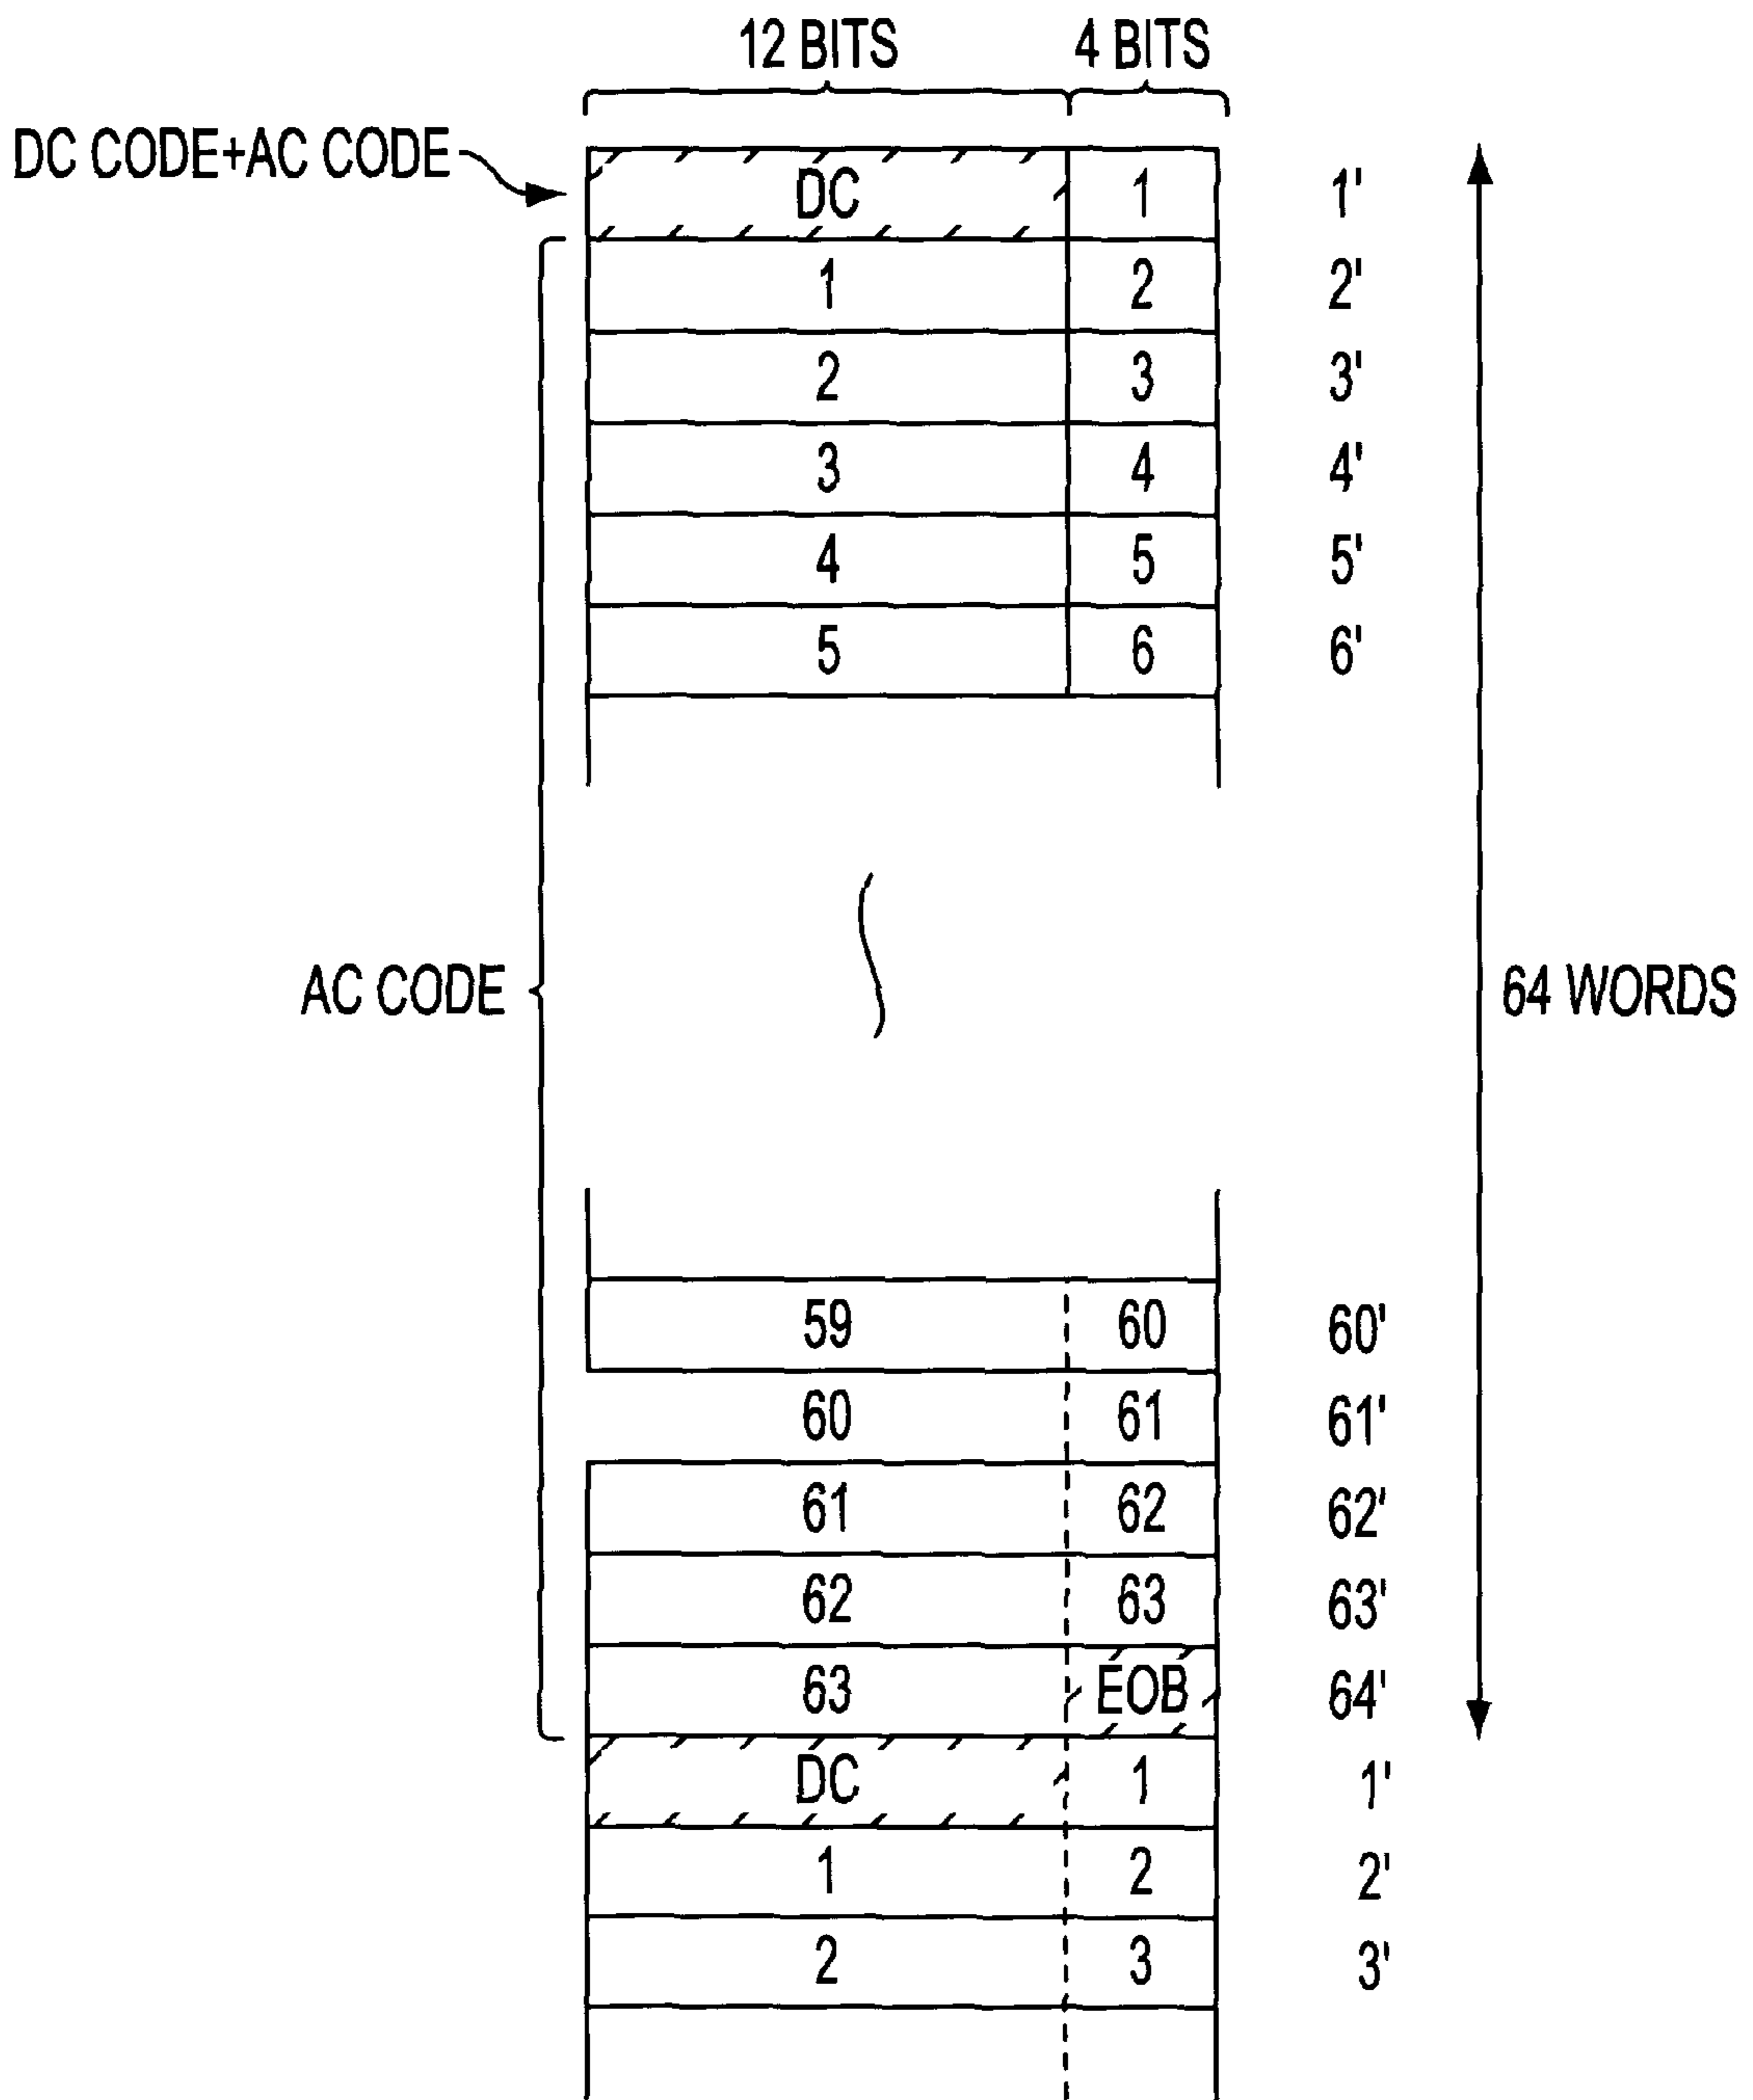 12 BITS 4 BITS
DC CODE+AC CODE
DC 1 1'
1 2 2'
2 3 3'
3 4 4'
4 5 5'
5 6 6'
AC CODE
64 WORDS
59 60 60'
60 61 61'
61 62 62'
62 63 63'
63 EOB 64'
DC 1 1'
1 2 2'
2 3 3'